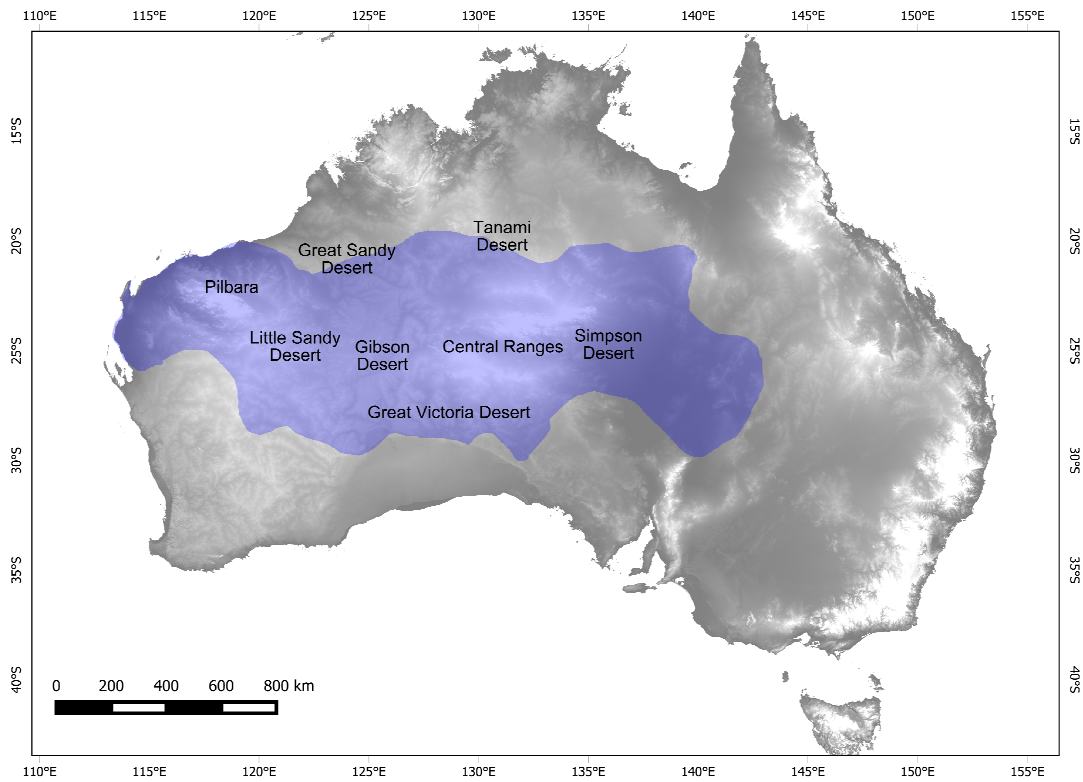 110°E 115°E 120°E 125°E 130°E 135°E 140°E 145°E 150°E 155°E
15°S 15°S
20°S 20°S
Tanami
Desert
Great Sandy
Desert
Pilbara
Little Sandy
Desert
Gibson
Desert
Central Ranges
Simpson
Desert
25°S 25°S
Great Victoria Desert
30°S 30°S
35°S 35°S
40°S 40°S
0 200 400 600 800 km
110°E 115°E 120°E 125°E 130°E 135°E 140°E 145°E 150°E 155°E